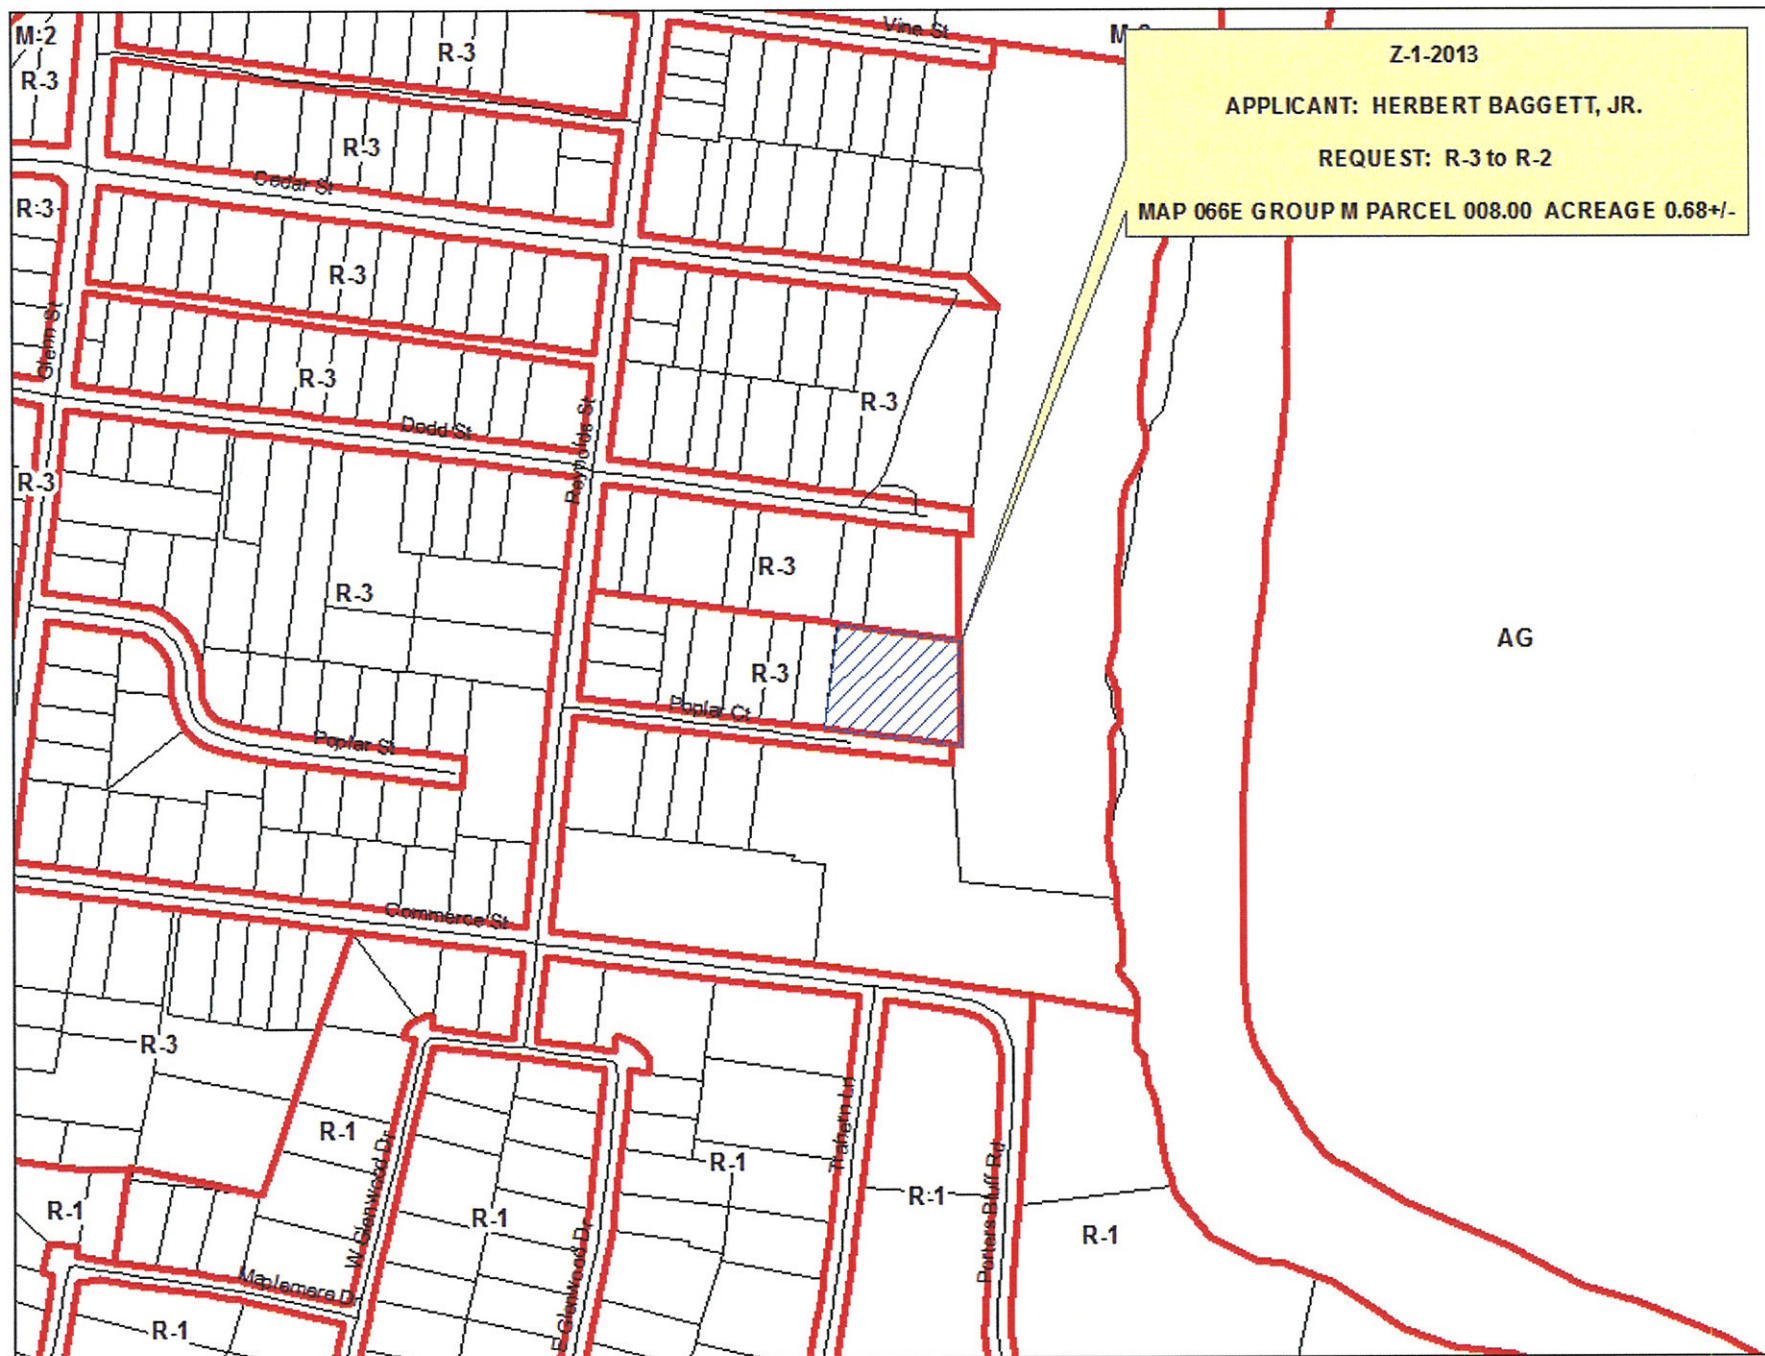 M-2
R-3
Vine St
R-3
Z-1-2013
APPLICANT: HERBERT BAGGETT, JR.
REQUEST: R-3 to R-2
MAP 066E GROUP M PARCEL 008.00 ACREAGE 0.68+/-
R-3
Cedar St
R-3
R-3
Glenn St
R-3
R-3
Reynolds St
Dodd St
R-3
R-3
R-3
AG
R-3
Poplar Ct
Poplar St
Commerce St
R-3
R-1
W Glenwood Dr
R-1
Trahern Ln
Porters Bluff Rd
R-1
R-1
R-1
E Glenwood Dr
R-1
Maplemere D
R-1